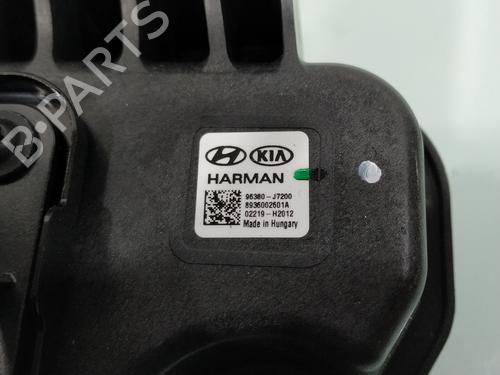 B-PARTS
KIA
HARMAN
96380-J7200
8936002601A
02219-H2012
Made in Hungary